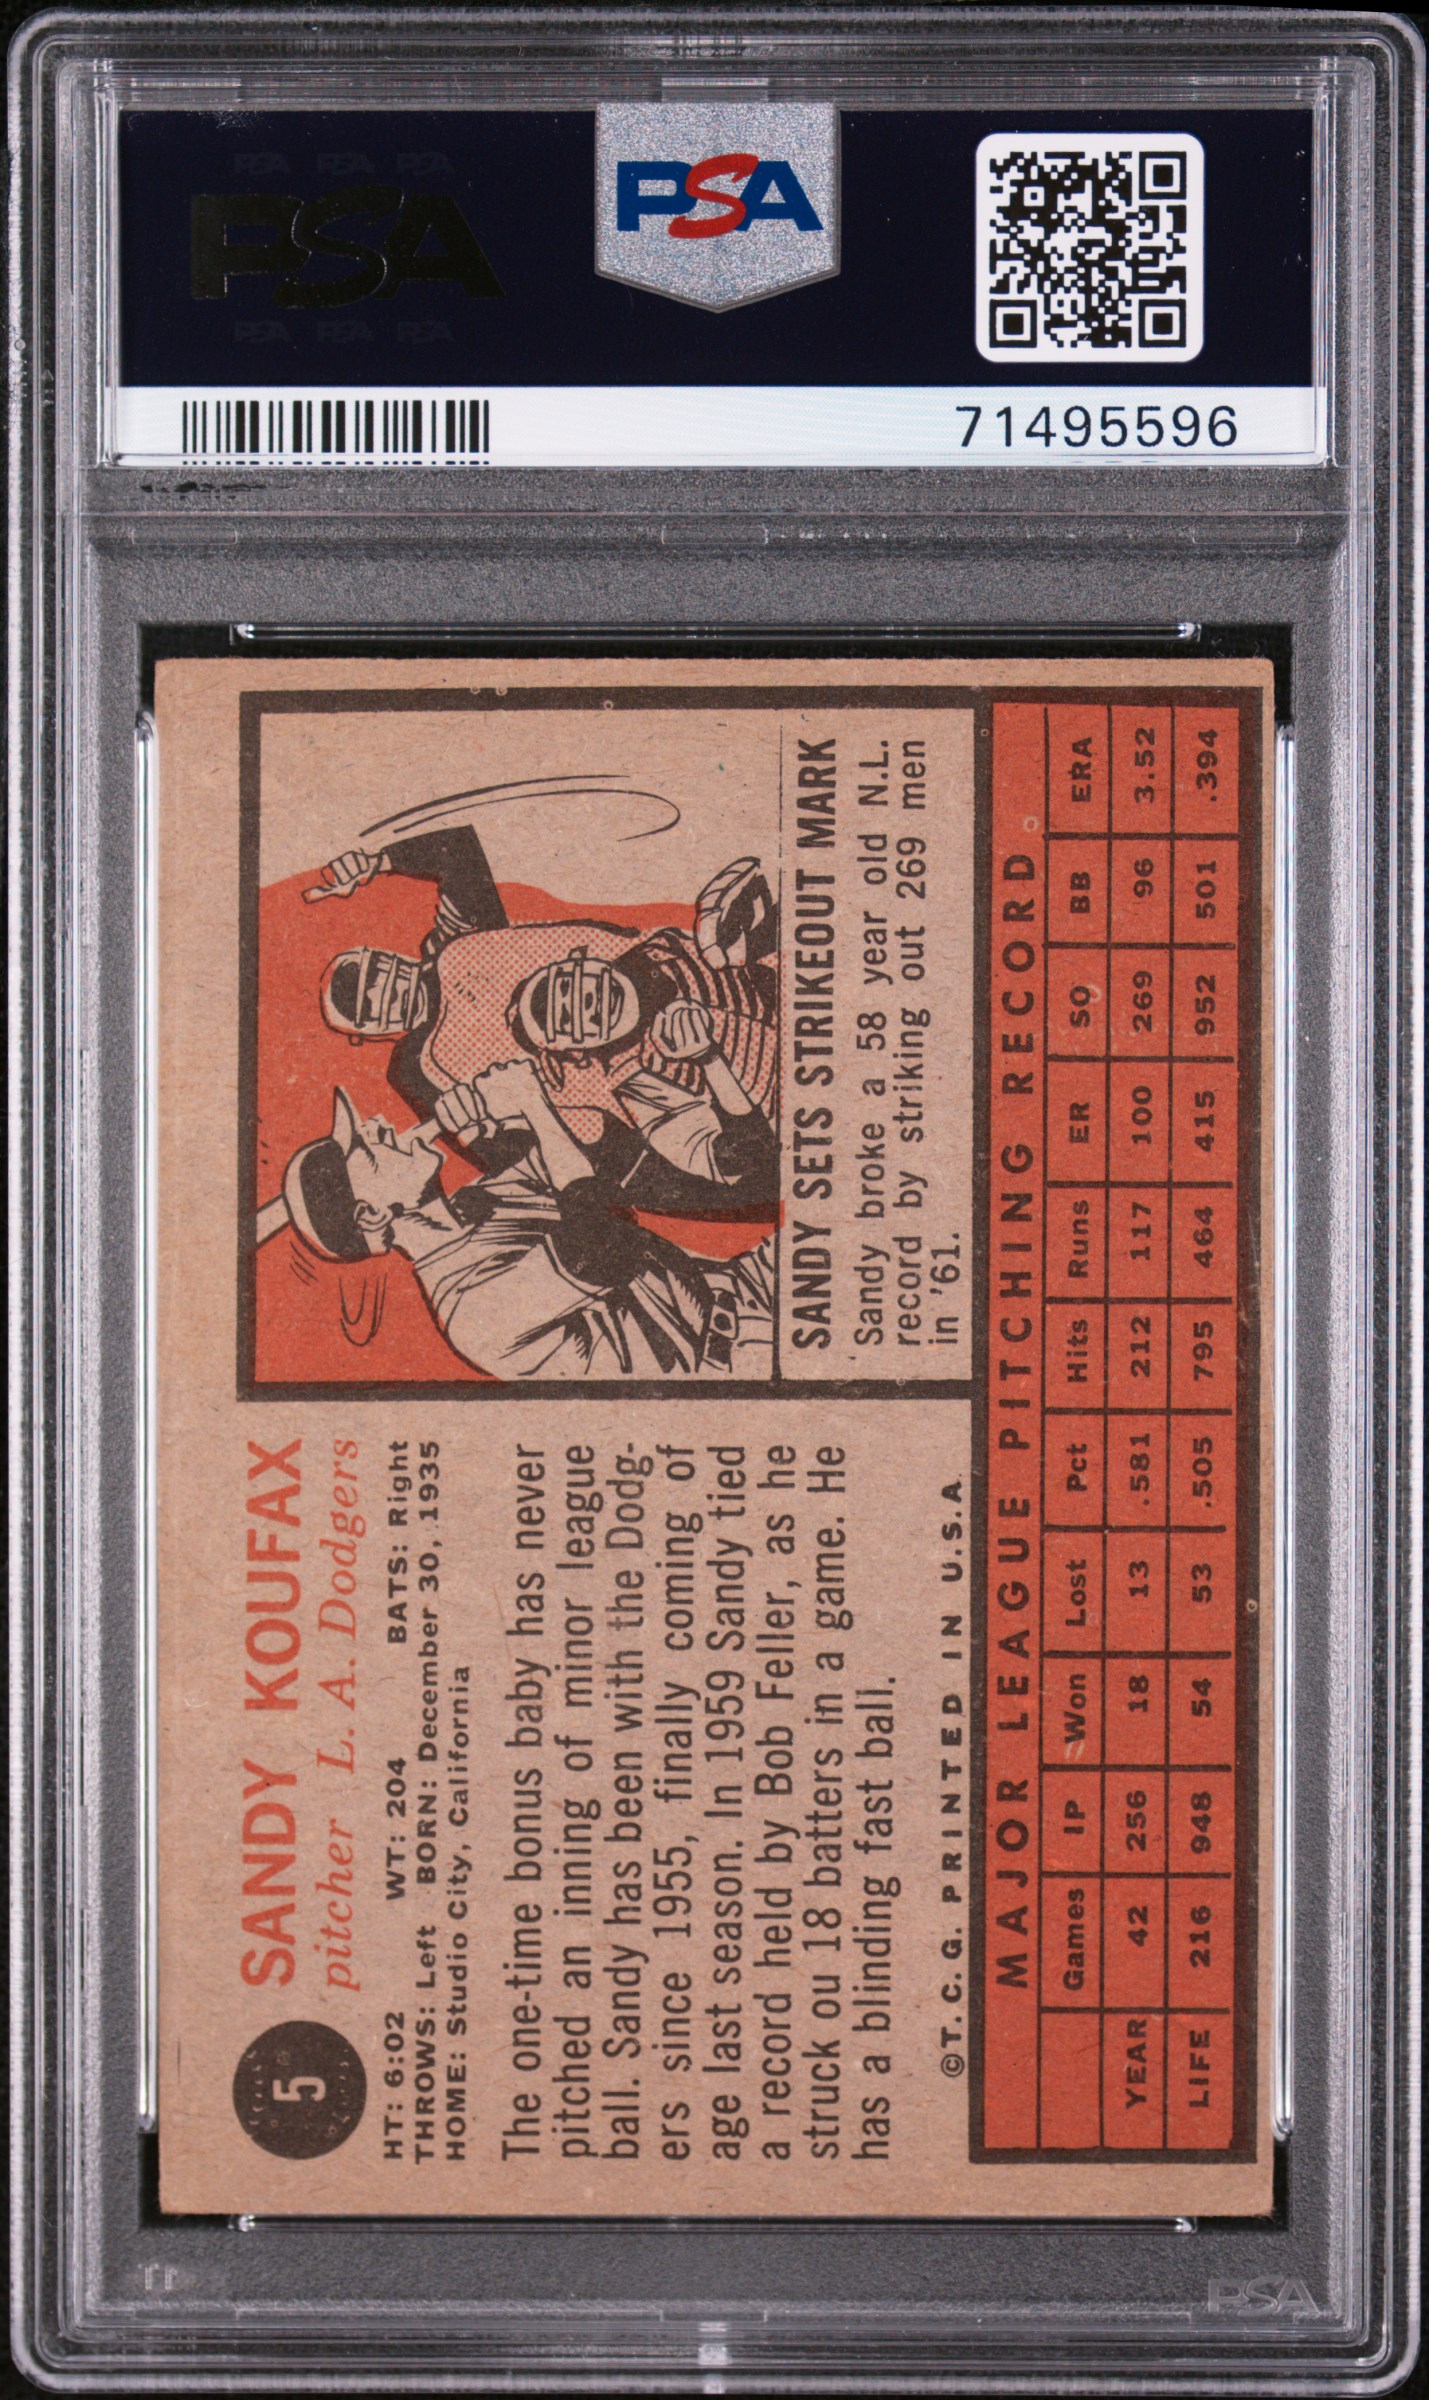 PSA PSA PSA
PSA
PSA PSA PSA
PSA
71495596
5
SANDY KOUFAX
pitcher L. A. Dodgers
HT: 6:02 WT: 204 BATS: Right
THROWS: Left BORN: December 30, 1935
HOME: Studio City, California
The one-time bonus baby has never
pitched an inning of minor league
ball. Sandy has been with the Dodg-
ers since 1955, finally coming of
age last season. In 1959 Sandy tied
a record held by Bob Feller, as he
struck ou 18 batters in a game. He
has a blinding fast ball.
©T. C. G. PRINTED IN U.S.A.
SANDY SETS STRIKEOUT MARK
Sandy broke a 58 year old N.L.
record by striking out 269 men
in '61.
MAJOR LEAGUE PITCHING RECORD
Games IP Won Lost Pct Hits Runs ER SO BB ERA
YEAR 42 256 18 13 .581 212 117 100 269 96 3.52
LIFE 216 948 54 53 .505 795 464 415 952 501 .394
PSA